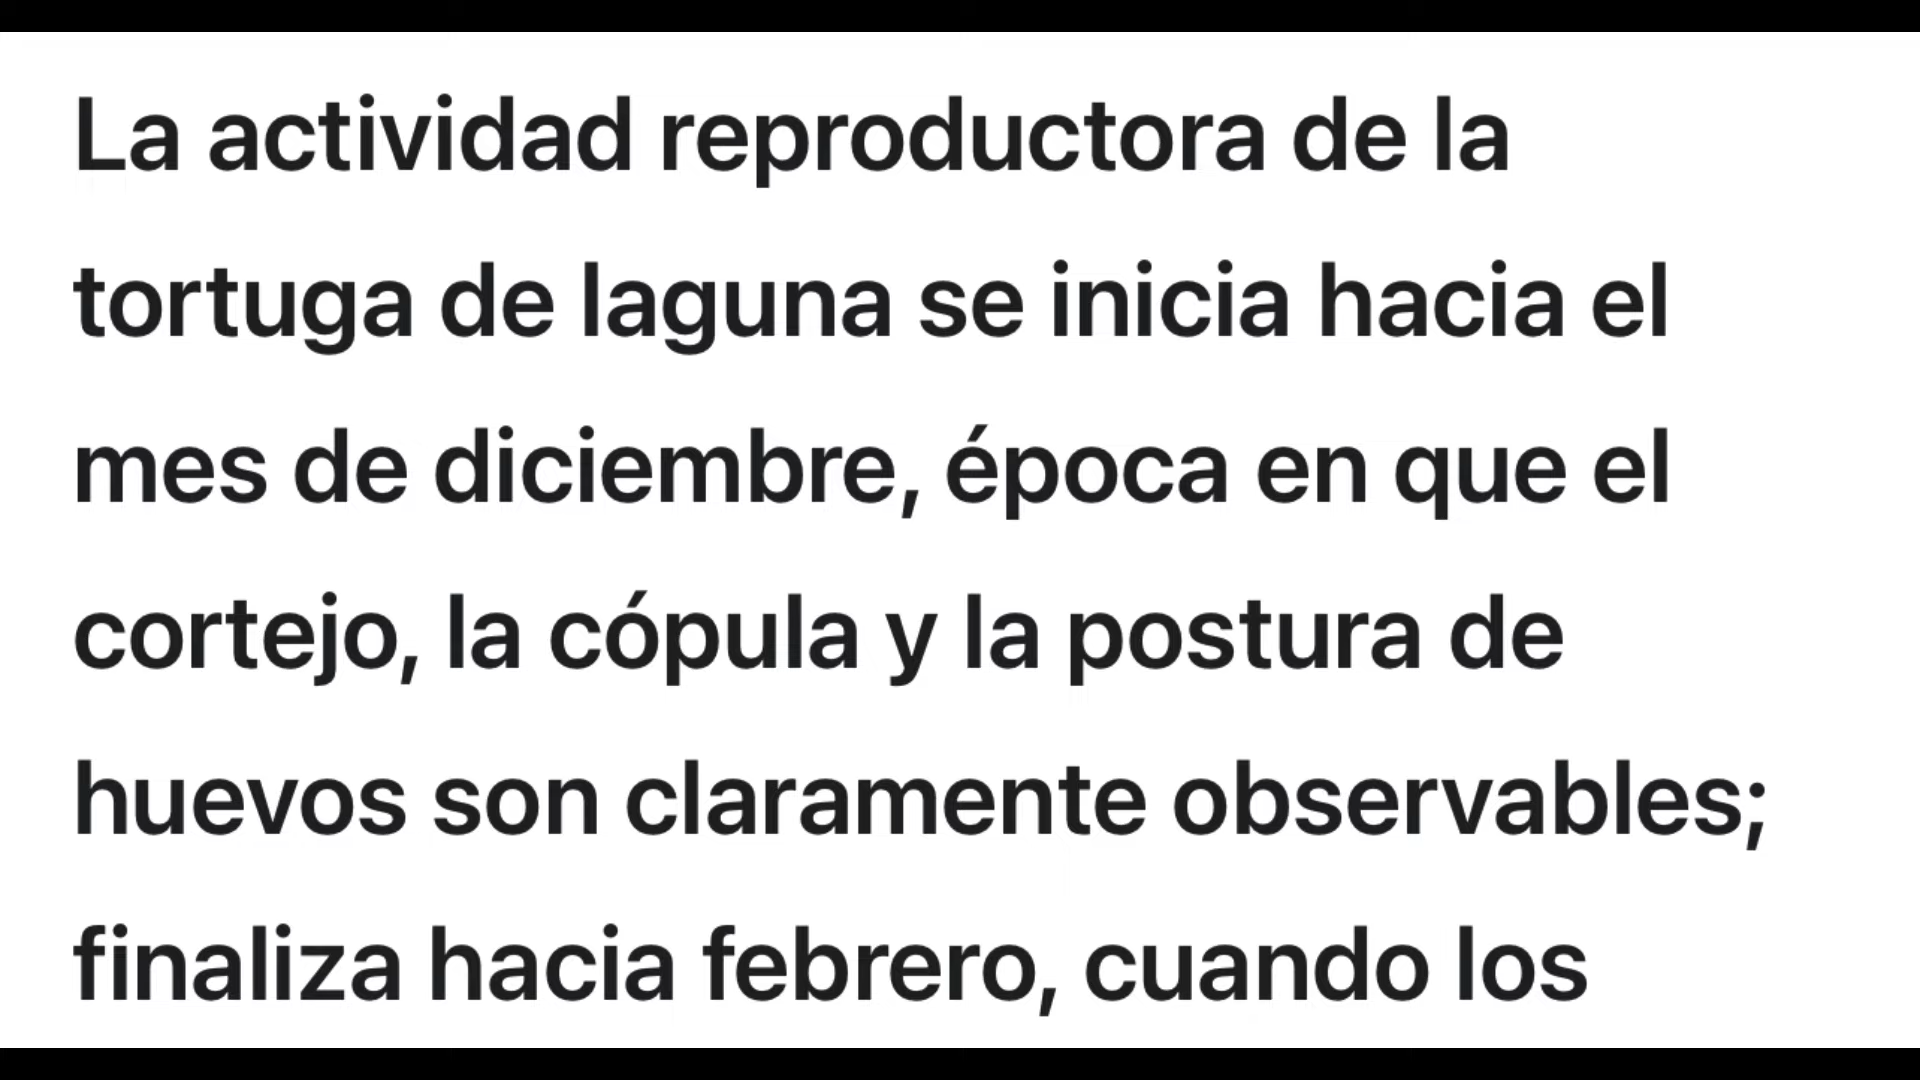 La actividad reproductora de la
tortuga de laguna se inicia hacia el
mes de diciembre, época en que el
cortejo, la cópula y la postura de
huevos son claramente observables;
finaliza hacia febrero, cuando los